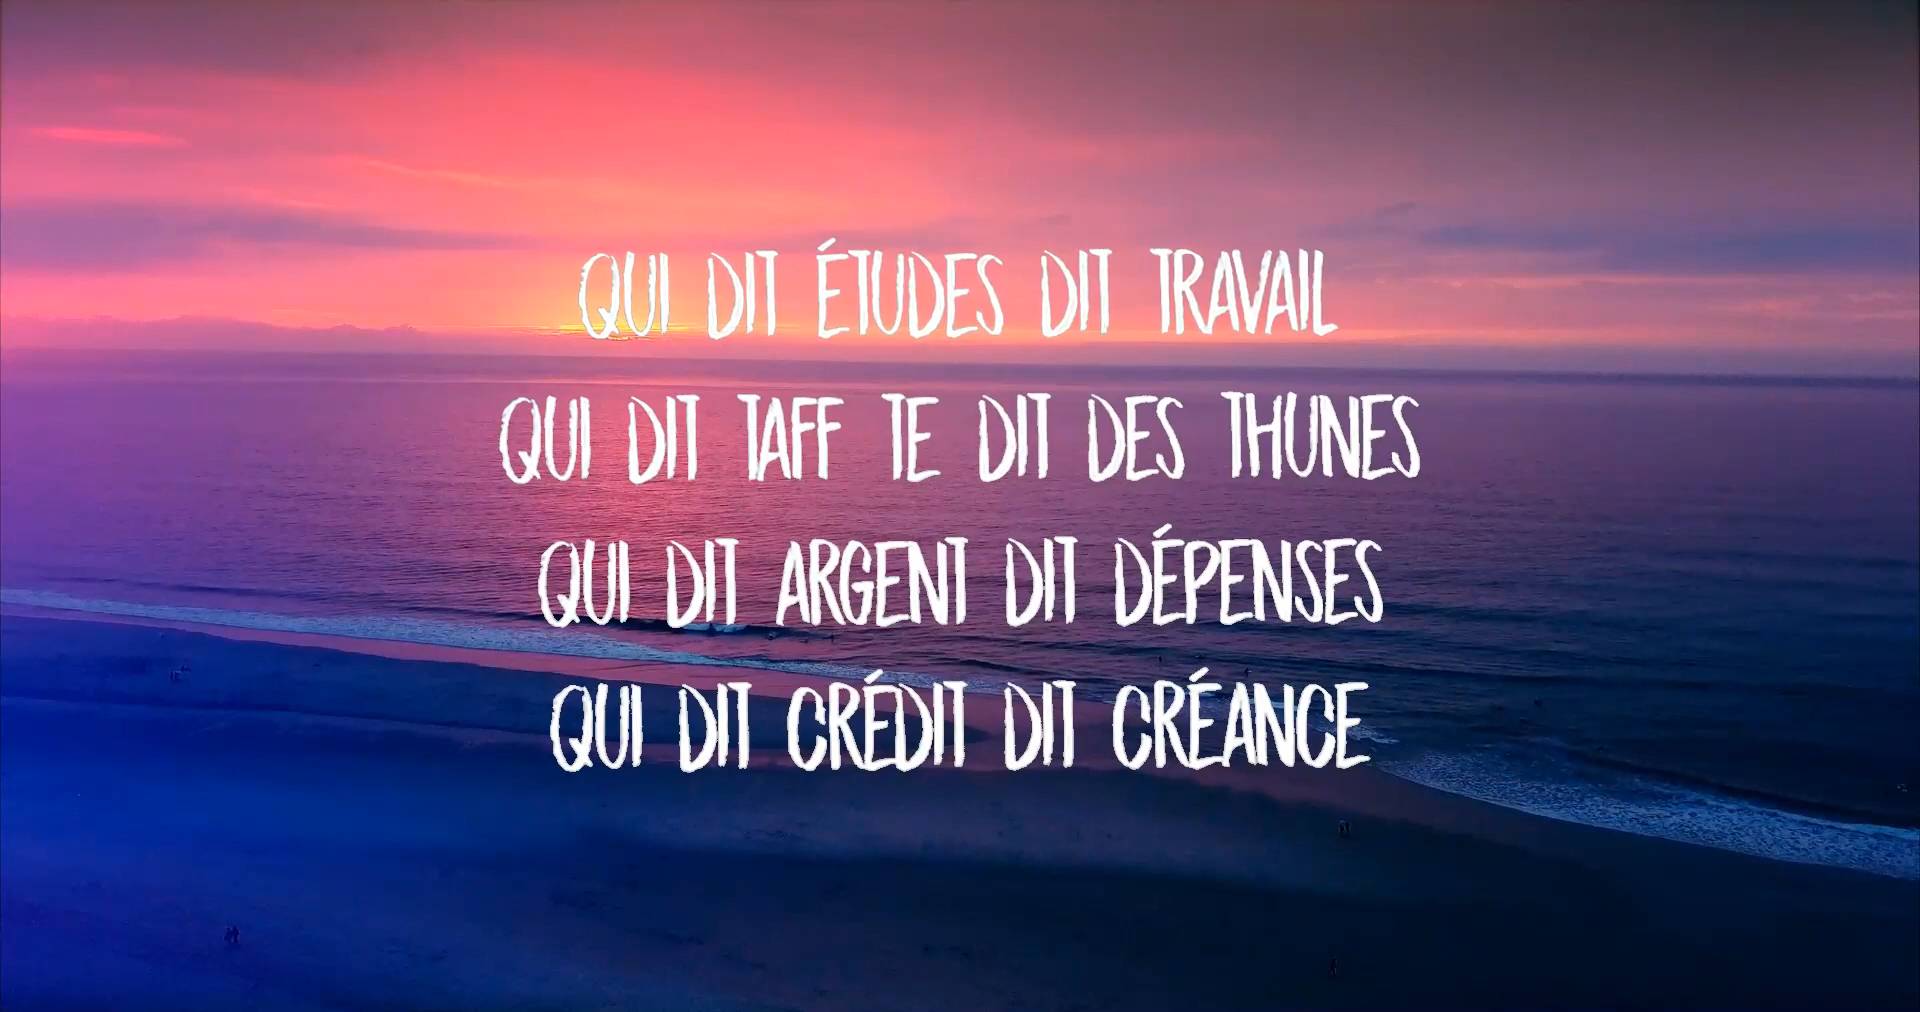 QUI DIT ÉTUDES DIT TRAVAIL
QUI DIT TAFF TE DIT DES THUNES
QUI DIT ARGENT DIT DÉPENSES
QUI DIT CRÉDIT DIT CRÉANCE